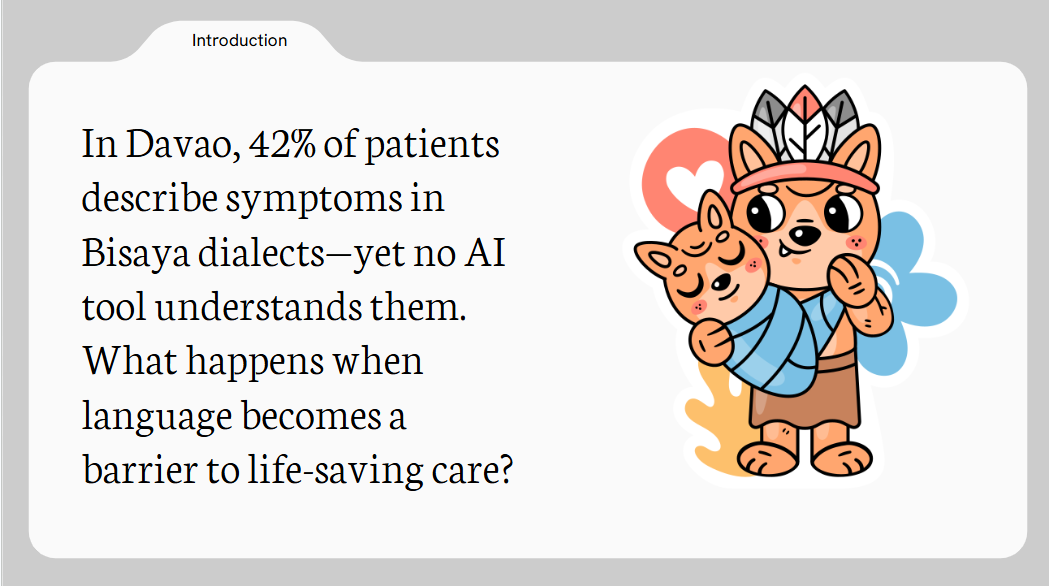 Introduction
In Davao, 42% of patients
describe symptoms in
Bisaya dialects—yet no AI
tool understands them.
What happens when
language becomes a
barrier to life-saving care?